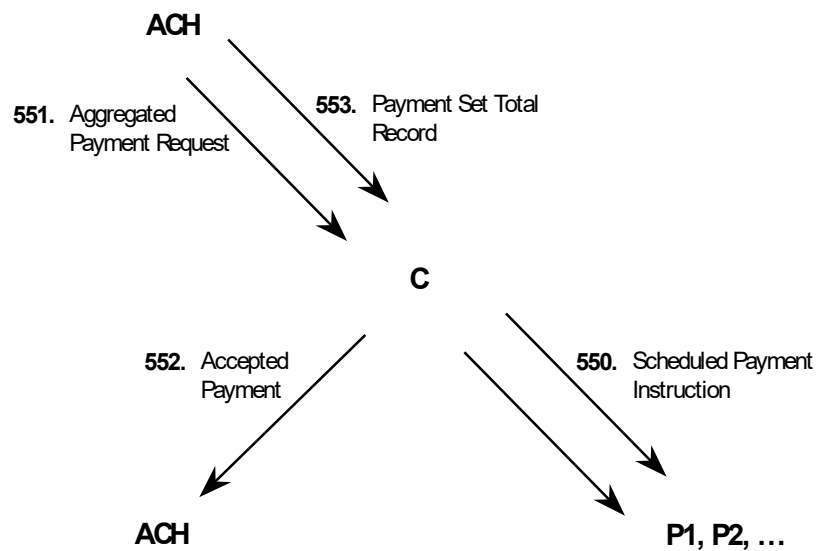 ACH
551. Aggregated
Payment Request
553. Payment Set Total
Record
C
552. Accepted
Payment
550. Scheduled Payment
Instruction
ACH
P1, P2, …